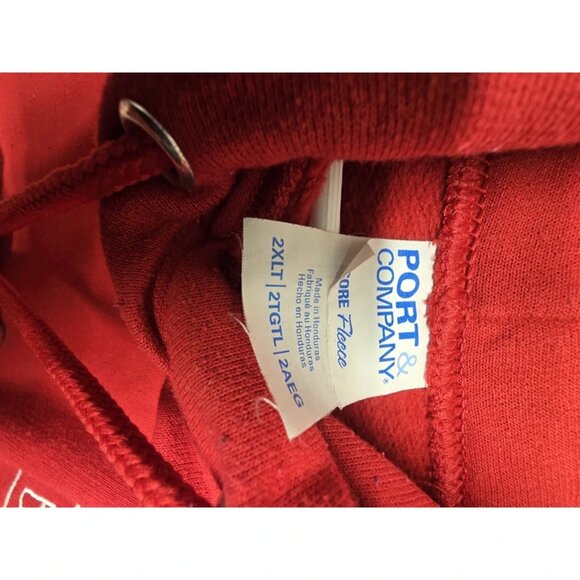 PORT &
COMPANY®
CORE Fleece
Made in Honduras
Fabriqué au Honduras
Hecho en Honduras
2XLT | 2TGTL | 2AEG